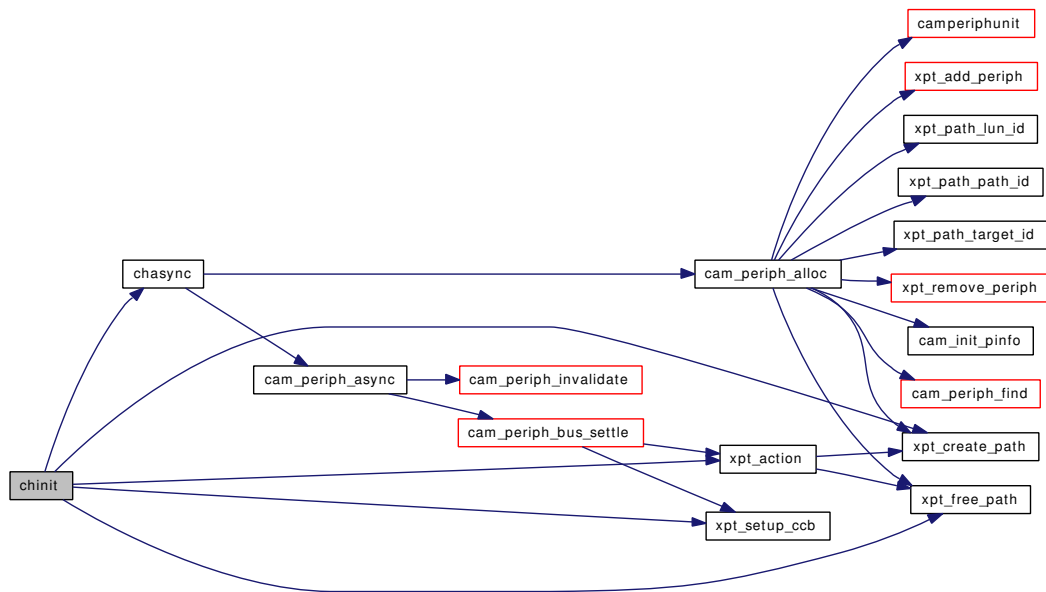 camperiphunit
xpt_add_periph
xpt_path_lun_id
xpt_path_path_id
xpt_path_target_id
chasync
cam_periph_alloc
xpt_remove_periph
cam_init_pinfo
cam_periph_async
cam_periph_invalidate
cam_periph_find
cam_periph_bus_settle
xpt_action
xpt_create_path
chinit
xpt_free_path
xpt_setup_ccb